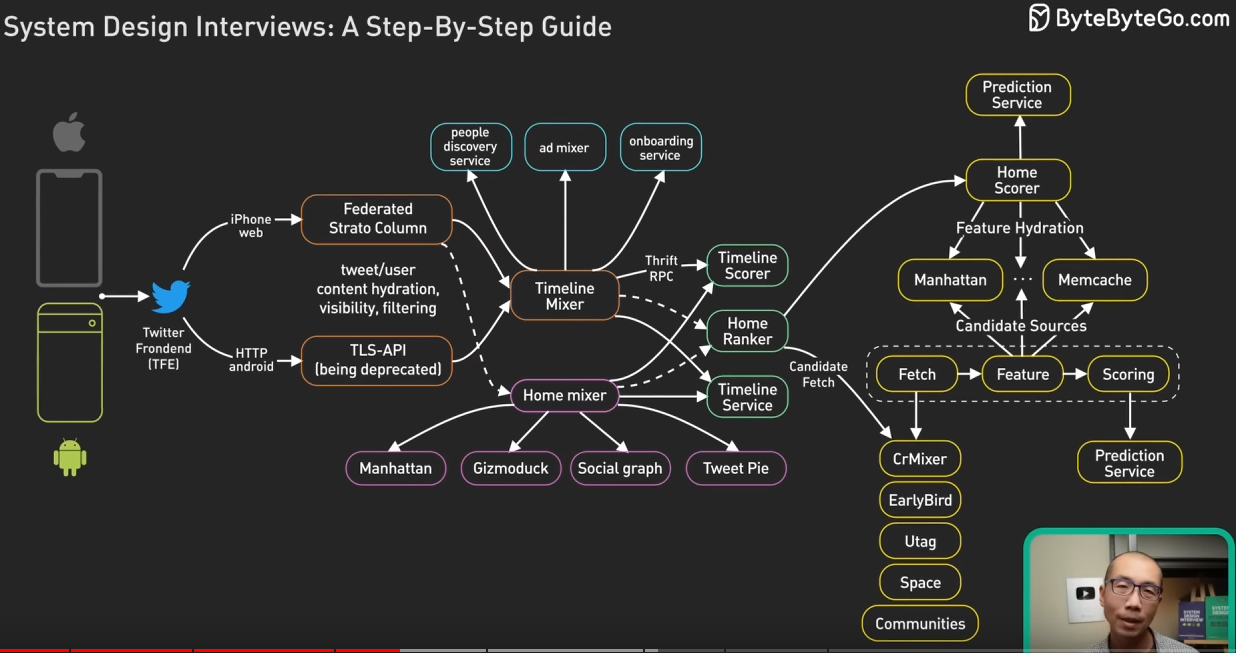 System Design Interviews: A Step-By-Step Guide
ByteByteGo.com
Prediction
Service
people
discovery
service
ad mixer
onboarding
service
Home
Scorer
iPhone
web
Federated
Strato Column
Feature Hydration
tweet/user
content hydration,
visibility, filtering
Thrift
RPC
Timeline
Scorer
Manhattan
...
Memcache
Timeline
Mixer
Twitter
Frondend
(TFE)
Home
Ranker
Candidate Sources
HTTP
android
TLS-API
(being deprecated)
Candidate
Fetch
Fetch
Feature
Scoring
Home mixer
Timeline
Service
Manhattan
Gizmoduck
Social graph
Tweet Pie
CrMixer
Prediction
Service
EarlyBird
Utag
Space
Communities
SYSTEM
DESIGN
INTERVIEW